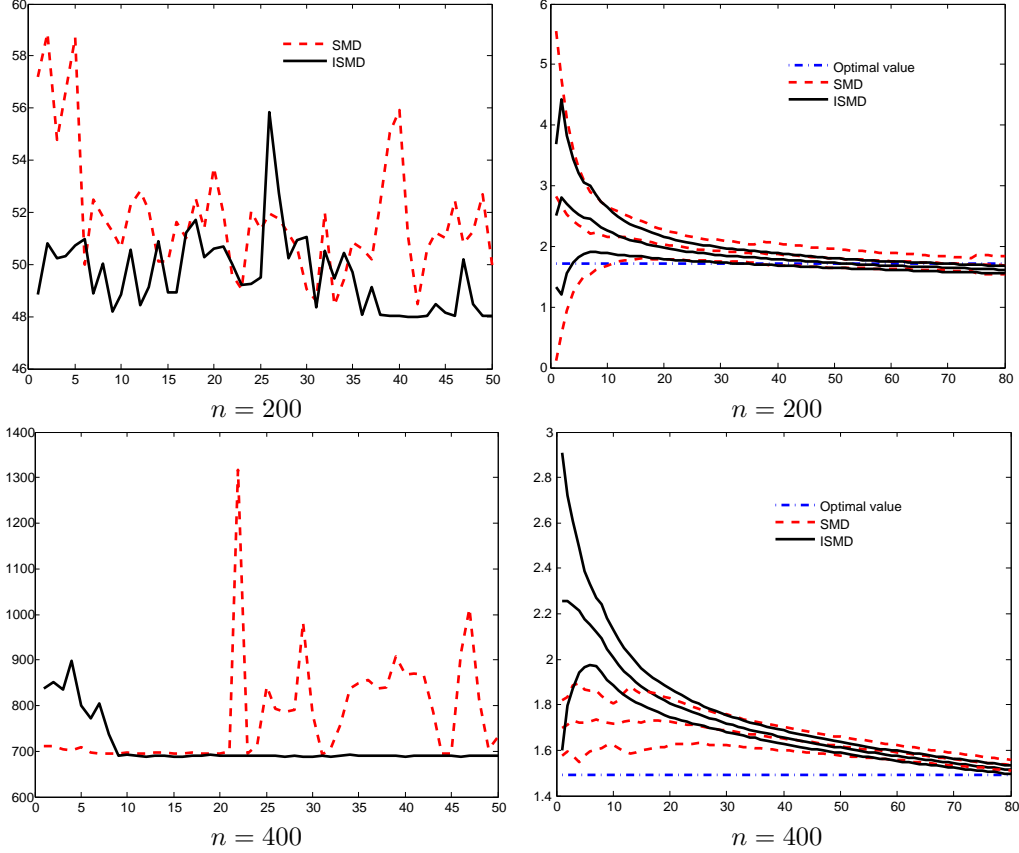 60
58
56
54
52
50
48
46
0 5 10 15 20 25 30 35 40 45 50
SMD
ISMD
n = 200
6
5
4
3
2
1
0
0 10 20 30 40 50 60 70 80
Optimal value
SMD
ISMD
n = 200
1400
1300
1200
1100
1000
900
800
700
600
0 5 10 15 20 25 30 35 40 45 50
n = 400
3
2.8
2.6
2.4
2.2
2
1.8
1.6
1.4
0 10 20 30 40 50 60 70 80
Optimal value
SMD
ISMD
n = 400